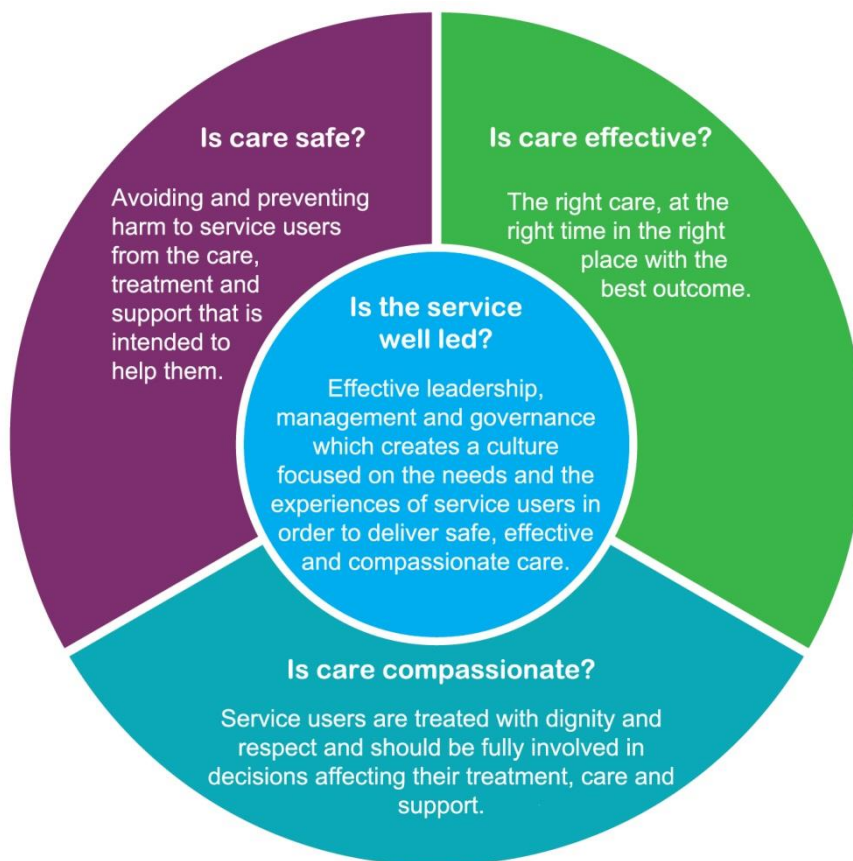 Is care safe?
Avoiding and preventing
harm to service users
from the care,
treatment and
support that is
intended to
help them.
Is care effective?
The right care, at the
right time in the right
place with the
best outcome.
Is the service
well led?
Effective leadership,
management and governance
which creates a culture
focused on the needs and the
experiences of service users in
order to deliver safe, effective
and compassionate care.
Is care compassionate?
Service users are treated with dignity and
respect and should be fully involved in
decisions affecting their treatment, care and
support.